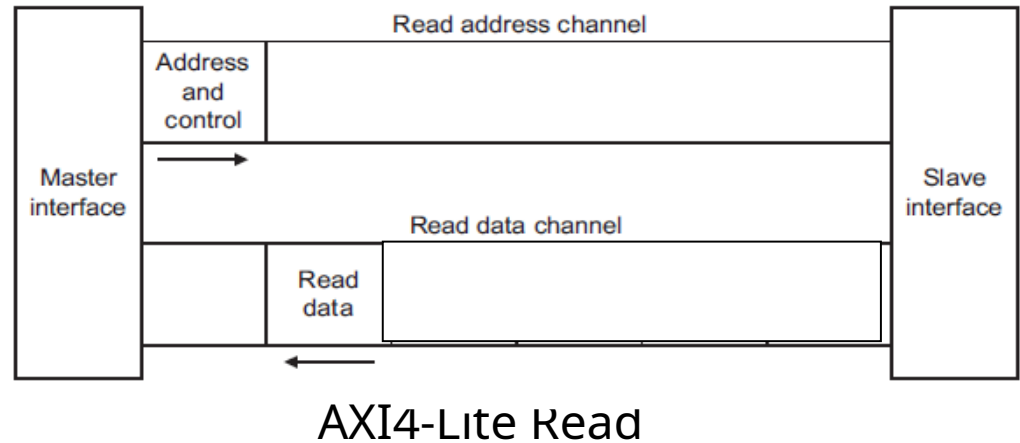 Read address channel
Address
and
control
Master
interface
Slave
interface
Read data channel
Read
data
AXI4-Lite Read